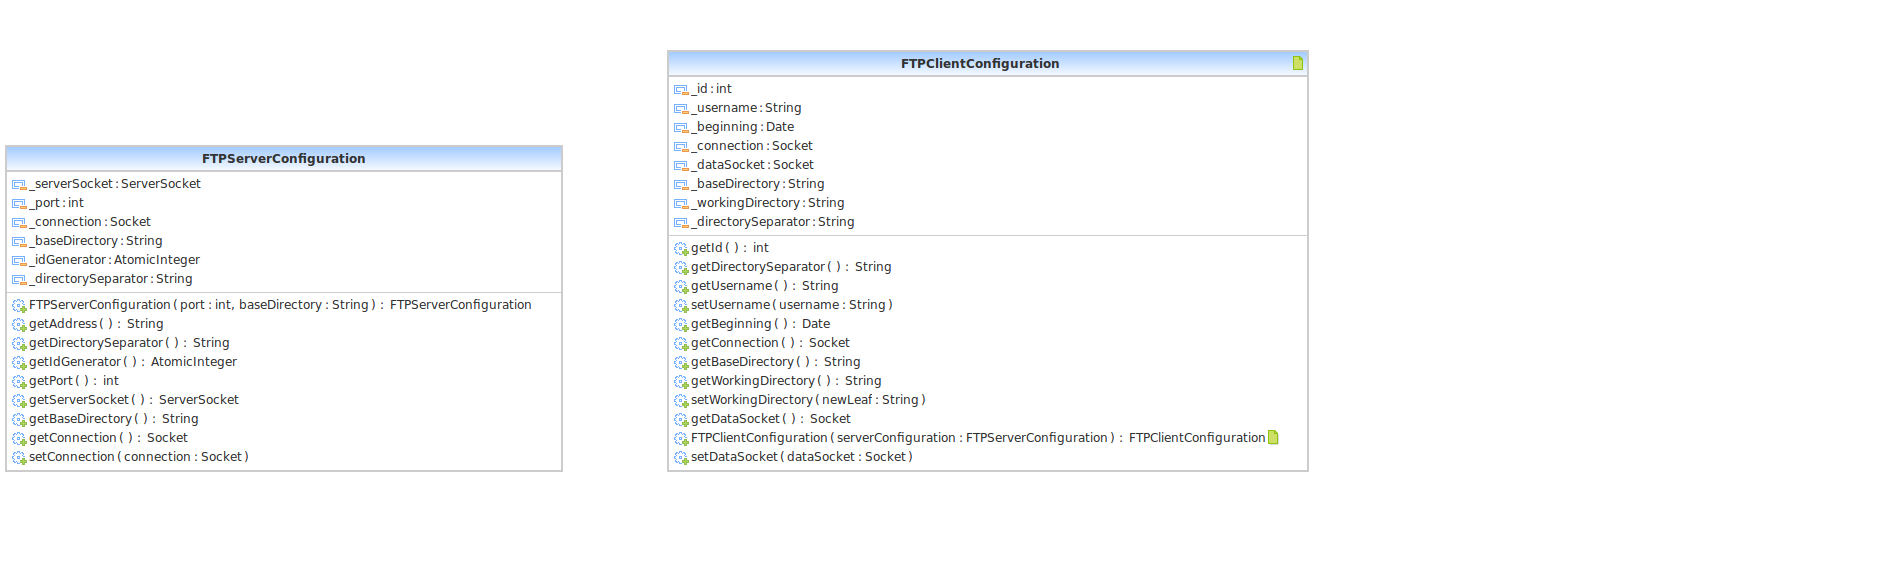 FTPServerConfiguration
_serverSocket : ServerSocket
_port : int
_connection : Socket
_baseDirectory : String
_idGenerator : AtomicInteger
_directorySeparator : String
FTPServerConfiguration ( port : int, baseDirectory : String ) : FTPServerConfiguration
getAddress ( ) : String
getDirectorySeparator ( ) : String
getIdGenerator ( ) : AtomicInteger
getPort ( ) : int
getServerSocket ( ) : ServerSocket
getBaseDirectory ( ) : String
getConnection ( ) : Socket
setConnection ( connection : Socket )
FTPClientConfiguration
_id : int
_username : String
_beginning : Date
_connection : Socket
_dataSocket : Socket
_baseDirectory : String
_workingDirectory : String
_directorySeparator : String
getId ( ) : int
getDirectorySeparator ( ) : String
getUsername ( ) : String
setUsername ( username : String )
getBeginning ( ) : Date
getConnection ( ) : Socket
getBaseDirectory ( ) : String
getWorkingDirectory ( ) : String
setWorkingDirectory ( newLeaf : String )
getDataSocket ( ) : Socket
FTPClientConfiguration ( serverConfiguration : FTPServerConfiguration ) : FTPClientConfiguration
setDataSocket ( dataSocket : Socket )